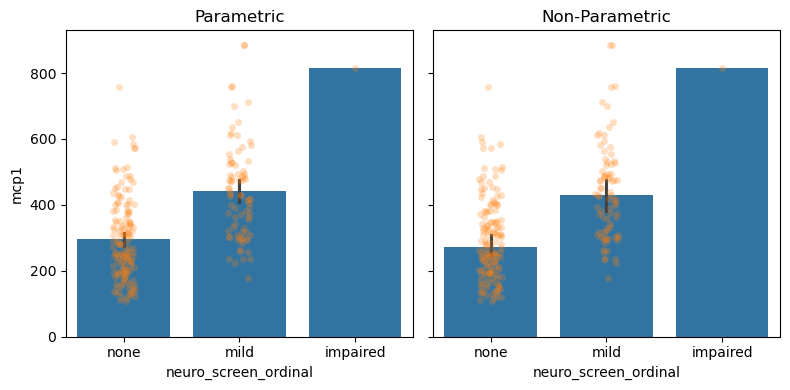 Parametric
Non-Parametric
mcp1
800
600
400
200
0
none mild impaired
none mild impaired
neuro_screen_ordinal
neuro_screen_ordinal